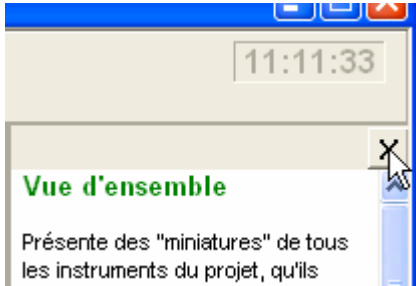 11:11:33
Vue d'ensemble
Présente des "miniatures" de tous
les instruments du projet, qu'ils